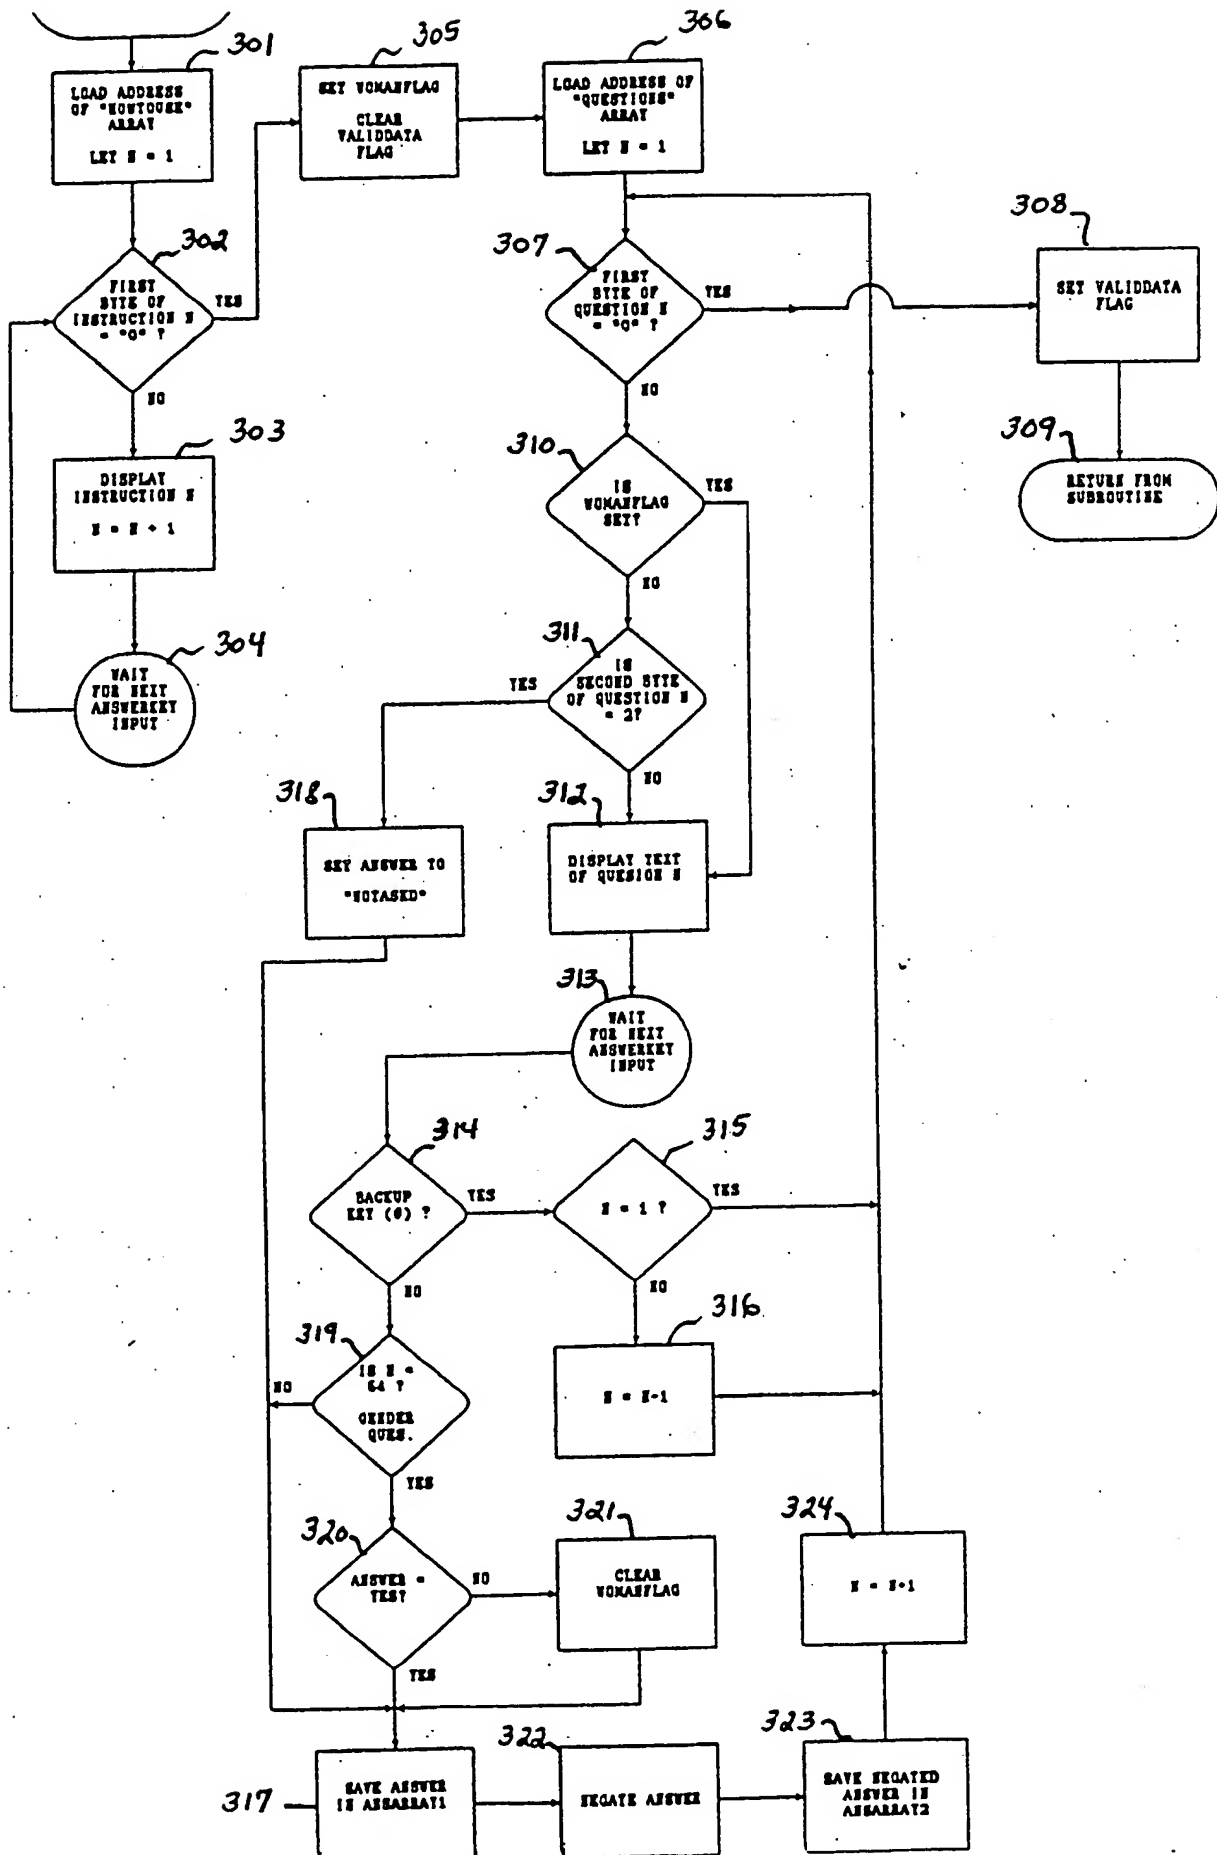 301
LOAD ADDRESS
OF "HOWTOUSE"
ARRAY
LET N = 1
305
SET WOMANFLAG
CLEAR
VALIDDATA
FLAG
306
LOAD ADDRESS OF
"QUESTIONS"
ARRAY
LET N = 1
302
FIRST
BYTE OF
INSTRUCTION N
= "0" ?
YES
NO
303
DISPLAY
INSTRUCTION N
N = N + 1
304
WAIT
FOR NEXT
ANSWERKEY
INPUT
307
FIRST
BYTE OF
QUESTION N
= "0" ?
YES
NO
308
SET VALIDDATA
FLAG
309
RETURN FROM
SUBROUTINE
310
IS
WOMANFLAG
SET?
YES
NO
311
IS
SECOND BYTE
OF QUESTION N
= 2?
YES
NO
318
SET ANSWER TO
"NOTASKED"
312
DISPLAY TEXT
OF QUESION N
313
WAIT
FOR NEXT
ANSWERKEY
INPUT
314
BACKUP
KEY (6) ?
YES
NO
315
N = 1 ?
YES
NO
316
N = N-1
319
IS N =
64 ?
GENDER
QUES.
NO
YES
320
ANSWER =
YES?
NO
YES
321
CLEAR
WOMANFLAG
324
N = N+1
317
SAVE ANSWER
IN ANSARRAY1
322
NEGATE ANSWER
323
SAVE NEGATED
ANSWER IN
ANSARRAY2